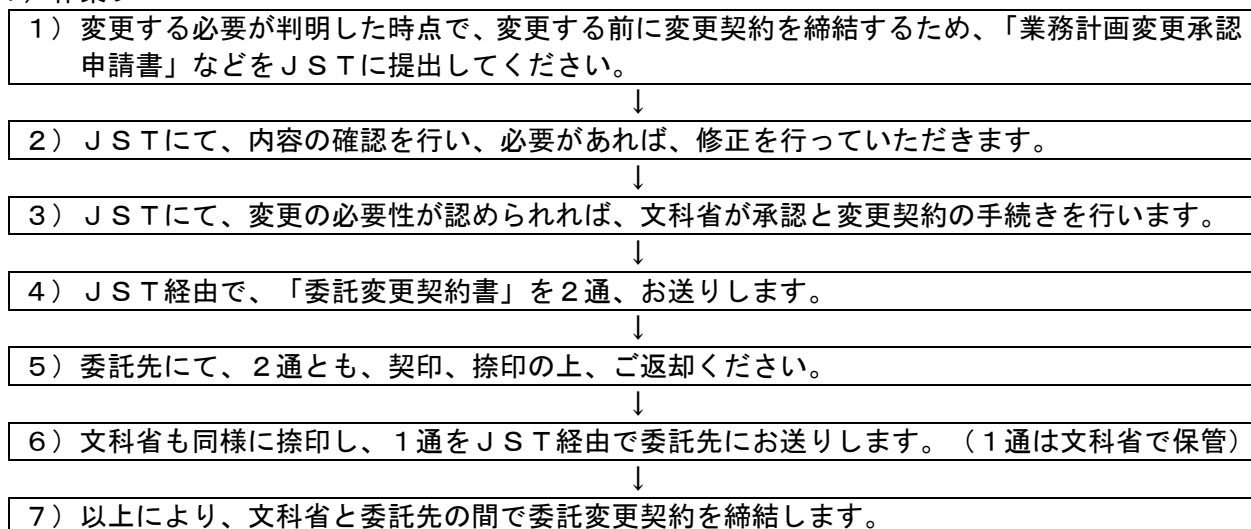 1）変更する必要が判明した時点で、変更する前に変更契約を締結するため、「業務計画変更承認
申請書」などをJSTに提出してください。
↓
2）JSTにて、内容の確認を行い、必要があれば、修正を行っていただきます。
↓
3）JSTにて、変更の必要性が認められれば、文科省が承認と変更契約の手続きを行います。
↓
4）JST経由で、「委託変更契約書」を2通、お送りします。
↓
5）委託先にて、2通とも、契印、捺印の上、ご返却ください。
↓
6）文科省も同様に捺印し、1通をJST経由で委託先にお送りします。（1通は文科省で保管）
↓
7）以上により、文科省と委託先の間で委託変更契約を締結します。